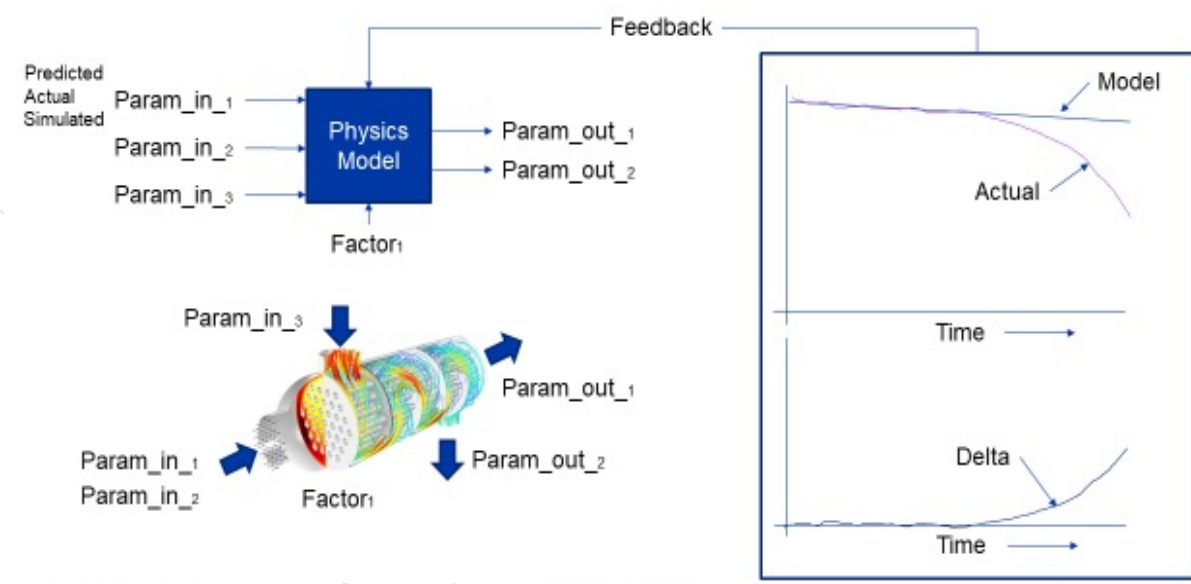 Feedback
Predicted
Actual
Simulated
Param_in_1
Param_in_2
Param_in_3
Physics
Model
Param_out_1
Param_out_2
Factor1
Param_in_3
Param_out_1
Param_out_2
Param_in_1
Param_in_2
Factor1
Model
Actual
Time
Delta
Time